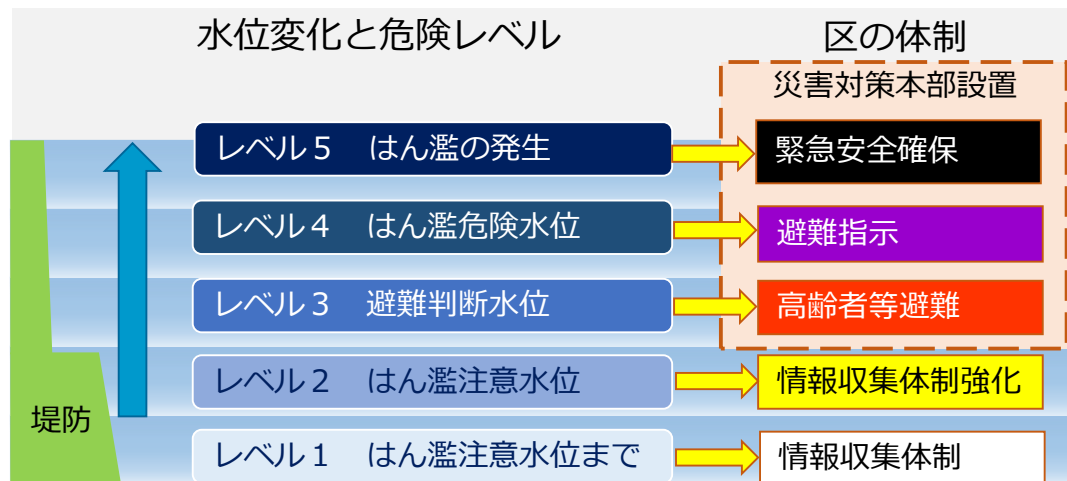 水位変化と危険レベル 区の体制
災害対策本部設置
レベル5 はん濫の発生 緊急安全確保
レベル4 はん濫危険水位 避難指示
レベル3 避難判断水位 高齢者等避難
レベル2 はん濫注意水位 情報収集体制強化
堤防
レベル1 はん濫注意水位まで 情報収集体制